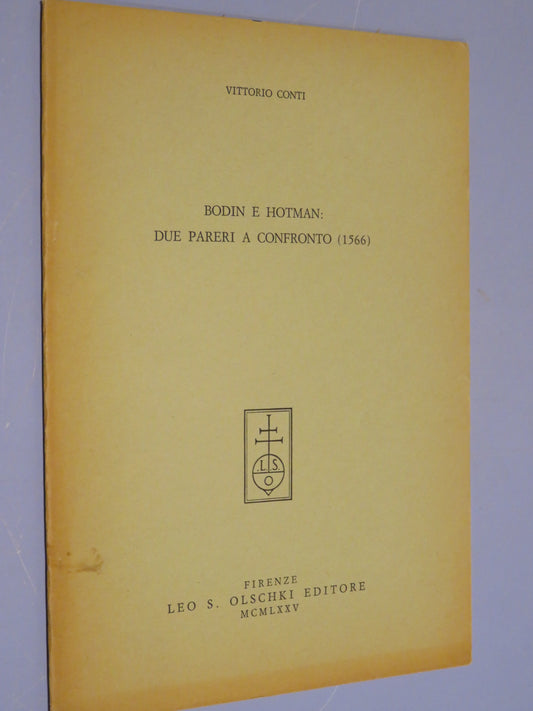 VITTORIO CONTI
BODIN E HOTMAN:
DUE PARERI A CONFRONTO (1566)
.L.S.
O
FIRENZE
LEO S. OLSCHKI EDITORE
MCMLXXV